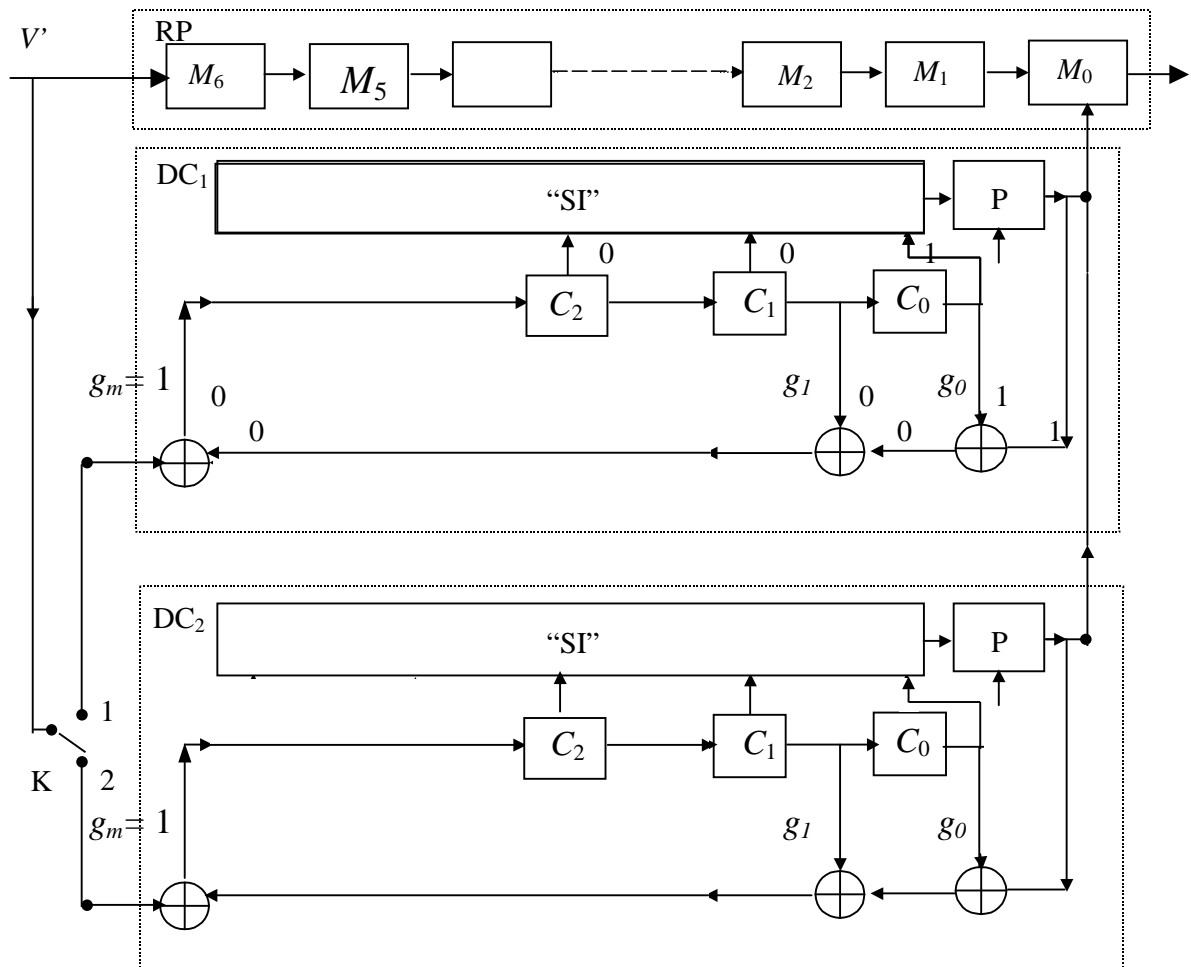 V’
RP
M6 M5 M2 M1 M0
DC1 “SI” P
0 0 1
C2 C1 C0
gm = 1 g1 g0
0 0 1
0 0 1
DC2 “SI” P
C2 C1 C0
1
K 2
gm = 1 g1 g0